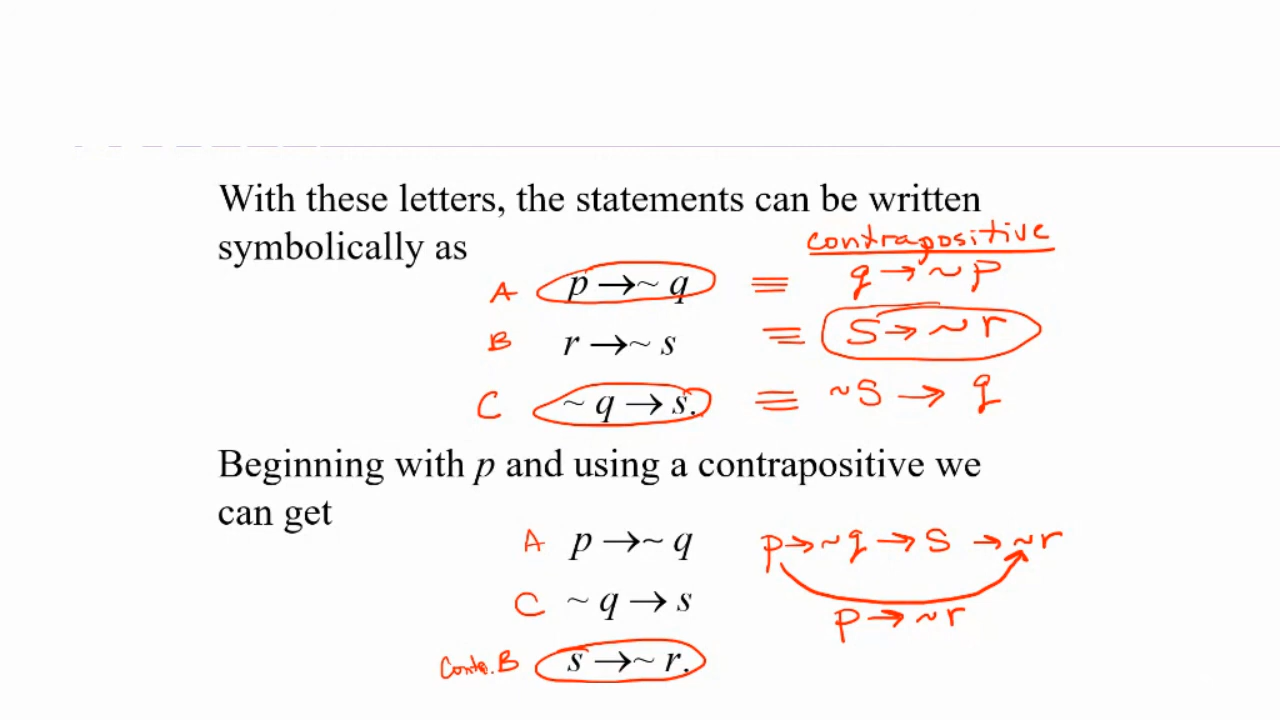 With these letters, the statements can be written
symbolically as
contrapositive
A p →~ q ≡ q → ~p
B r →~ s ≡ S → ~r
C ~ q → s. ≡ ~S → q
Beginning with p and using a contrapositive we
can get
A p →~ q p → ~q → S → ~r
C ~ q → s p → ~r
B s →~ r.